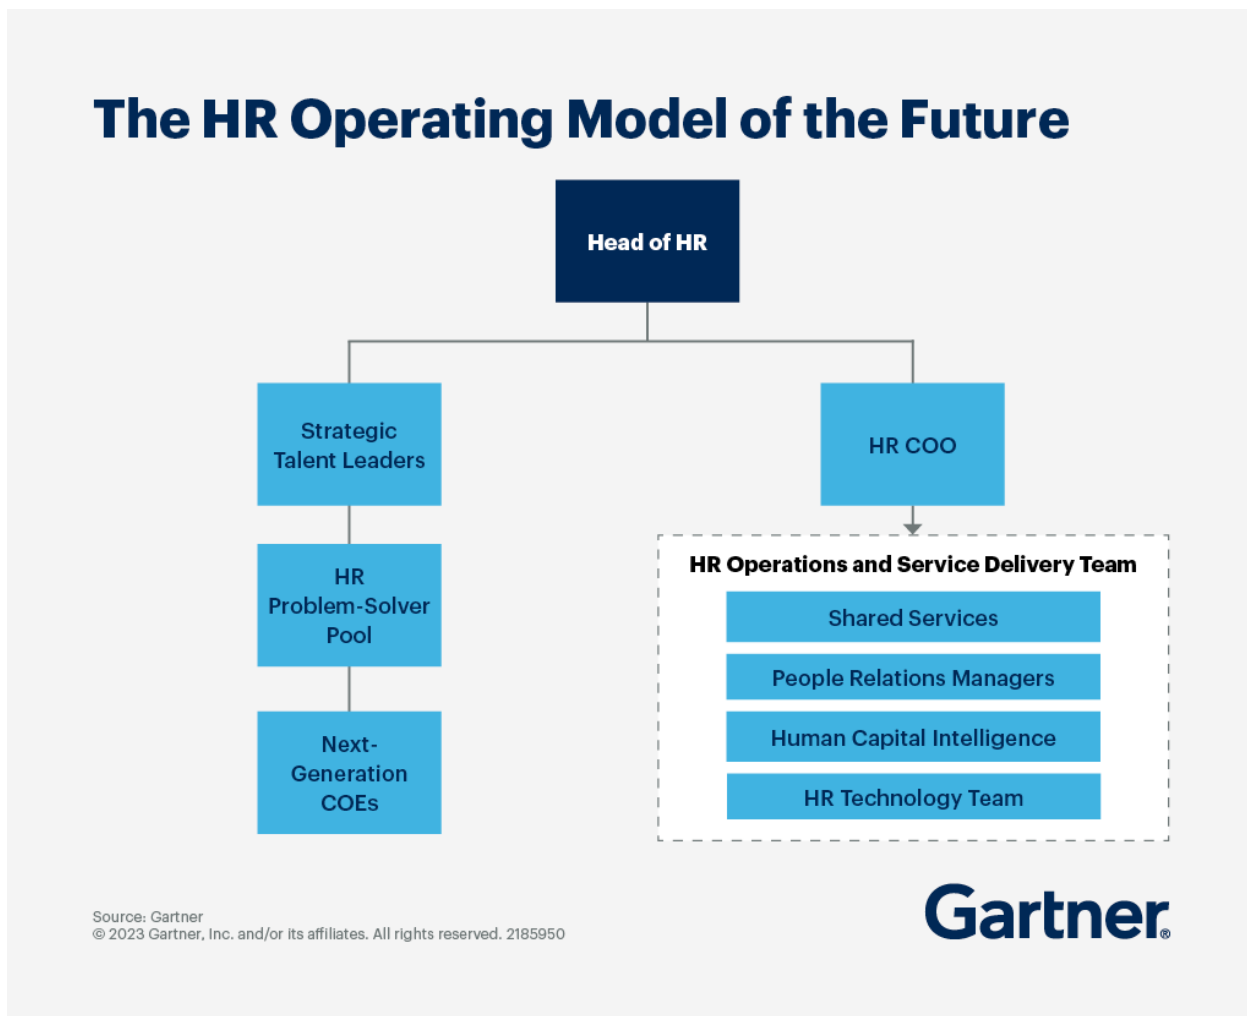 The HR Operating Model of the Future
Head of HR
Strategic
Talent Leaders
HR COO
HR
Problem-Solver
Pool
Next-
Generation
COEs
HR Operations and Service Delivery Team
Shared Services
People Relations Managers
Human Capital Intelligence
HR Technology Team
Source: Gartner
© 2023 Gartner, Inc. and/or its affiliates. All rights reserved. 2185950
Gartner®